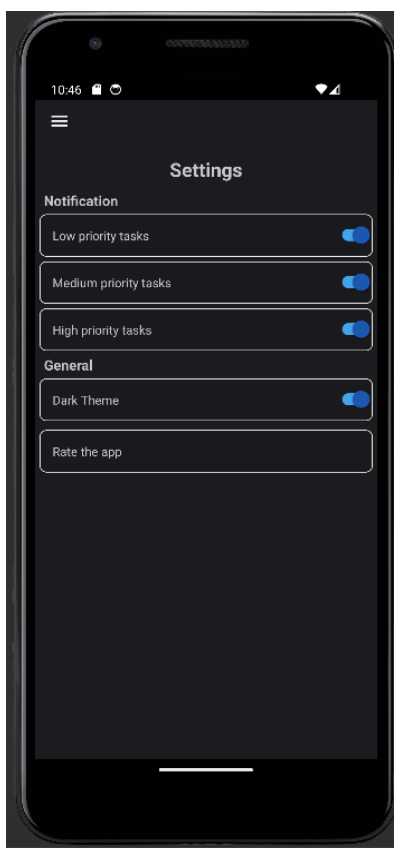 10:46
Settings
Notification
Low priority tasks
Medium priority tasks
High priority tasks
General
Dark Theme
Rate the app